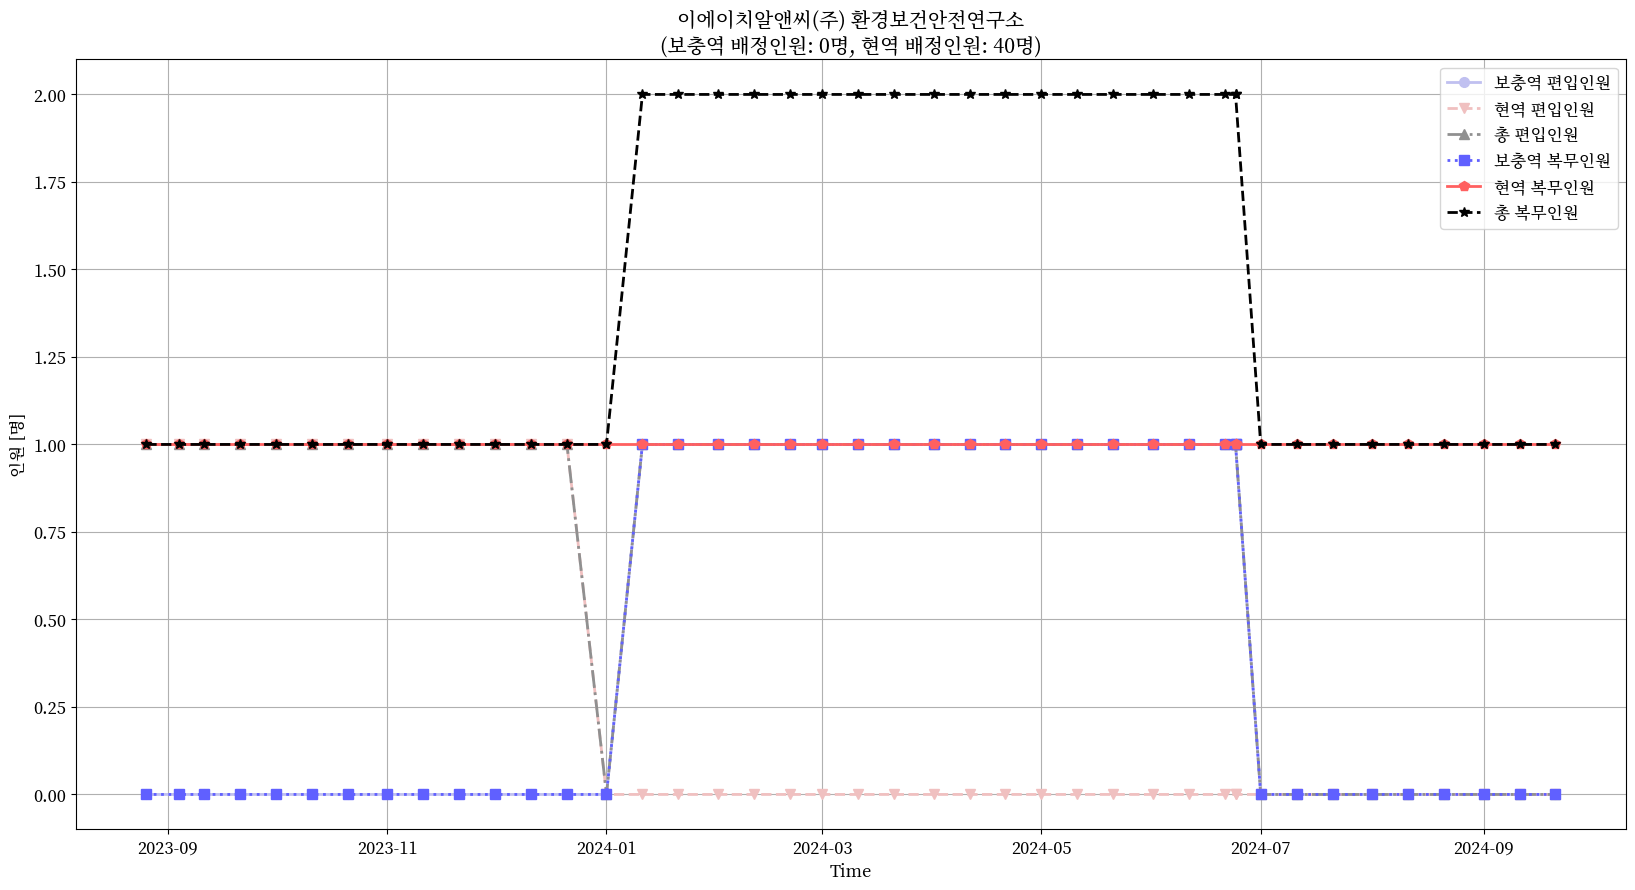 이에이치알앤씨(주) 환경보건안전연구소
(보충역 배정인원: 0명, 현역 배정인원: 40명)
보충역 편입인원
현역 편입인원
총 편입인원
보충역 복무인원
현역 복무인원
총 복무인원
인원 [명]
2.00
1.75
1.50
1.25
1.00
0.75
0.50
0.25
0.00
2023-09
2023-11
2024-01
2024-03
2024-05
2024-07
2024-09
Time